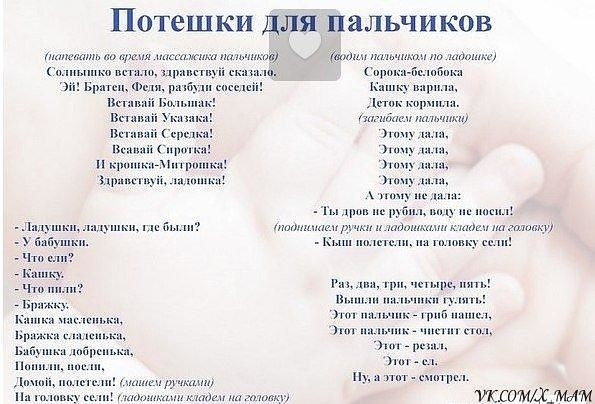 Потешки для пальчиков
(напевать во время массажика пальчиков)
Солнышко встало, здравствуй сказало.
Эй! Братец, Федя, разбуди соседей!
Вставай Большак!
Вставай Указака!
Вставай Середка!
Всавай Сиротка!
И крошка-Митрошка!
Здравствуй, ладошка!
(водим пальчиком по ладошке)
Сорока-белобока
Кашку варила,
Деток кормила.
(загибаем пальчики)
Этому дала,
Этому дала,
Этому дала,
Этому дала,
А этому не дала:
- Ты дров не рубил, воду не носил!
(поднимаем ручки и ладошками кладем на головку)
- Кыш полетели, на головку сели!
- Ладушки, ладушки, где были?
- У бабушки.
- Что ели?
- Кашку.
- Что пили?
- Бражку.
Кашка масленька,
Бражка сладенька,
Бабушка добренька,
Попили, поели,
Домой, полетели! (машем ручками)
На головку сели! (ладошками кладем на головку)
Раз, два, три, четыре, пять!
Вышли пальчики гулять!
Этот пальчик - гриб нашел,
Этот пальчик - чистит стол,
Этот - резал,
Этот - ел.
Ну, а этот - смотрел.
VK.COM/X_MAM